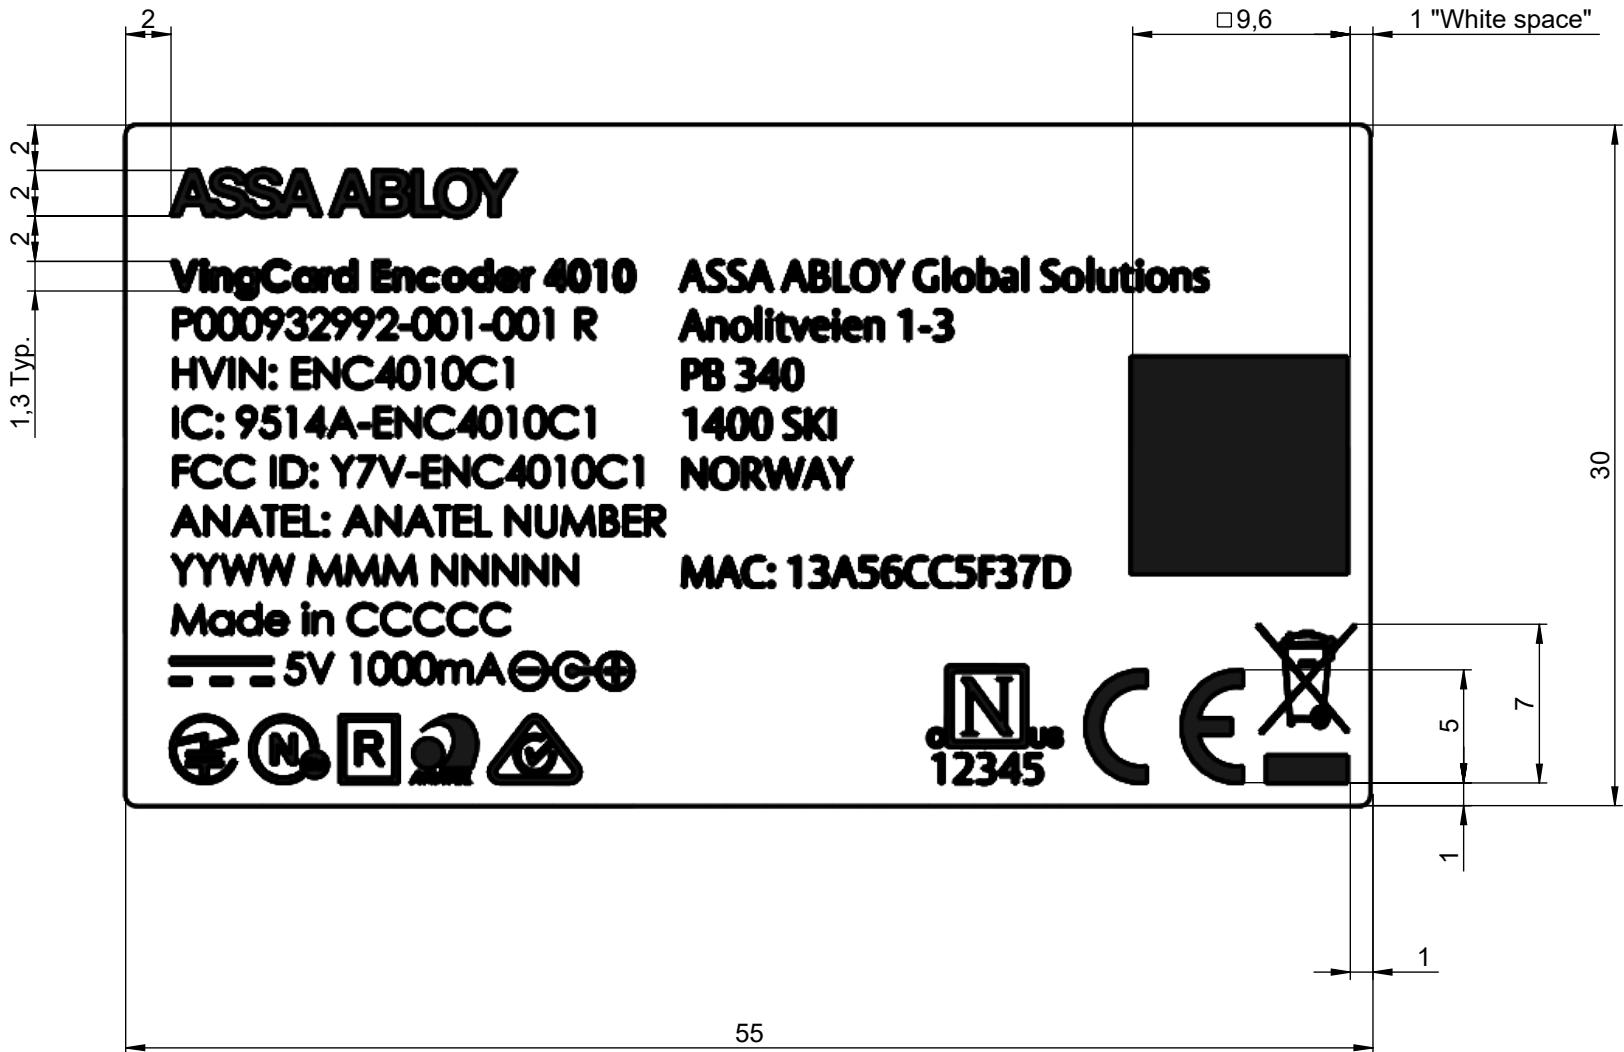 2
□9,6
1 "White space"
2
2
2
1,3 Typ.
ASSA ABLOY
VingCard Encoder 4010
P000932992-001-001 R
HVIN: ENC4010C1
IC: 9514A-ENC4010C1
FCC ID: Y7V-ENC4010C1
ANATEL: ANATEL NUMBER
YYWW MMM NNNNN
Made in CCCCC
5V 1000mA
ASSA ABLOY Global Solutions
Anolitveien 1-3
PB 340
1400 SKI
NORWAY
MAC: 13A56CC5F37D
N
R
N
c us
12345
CE
30
7
5
1
1
55